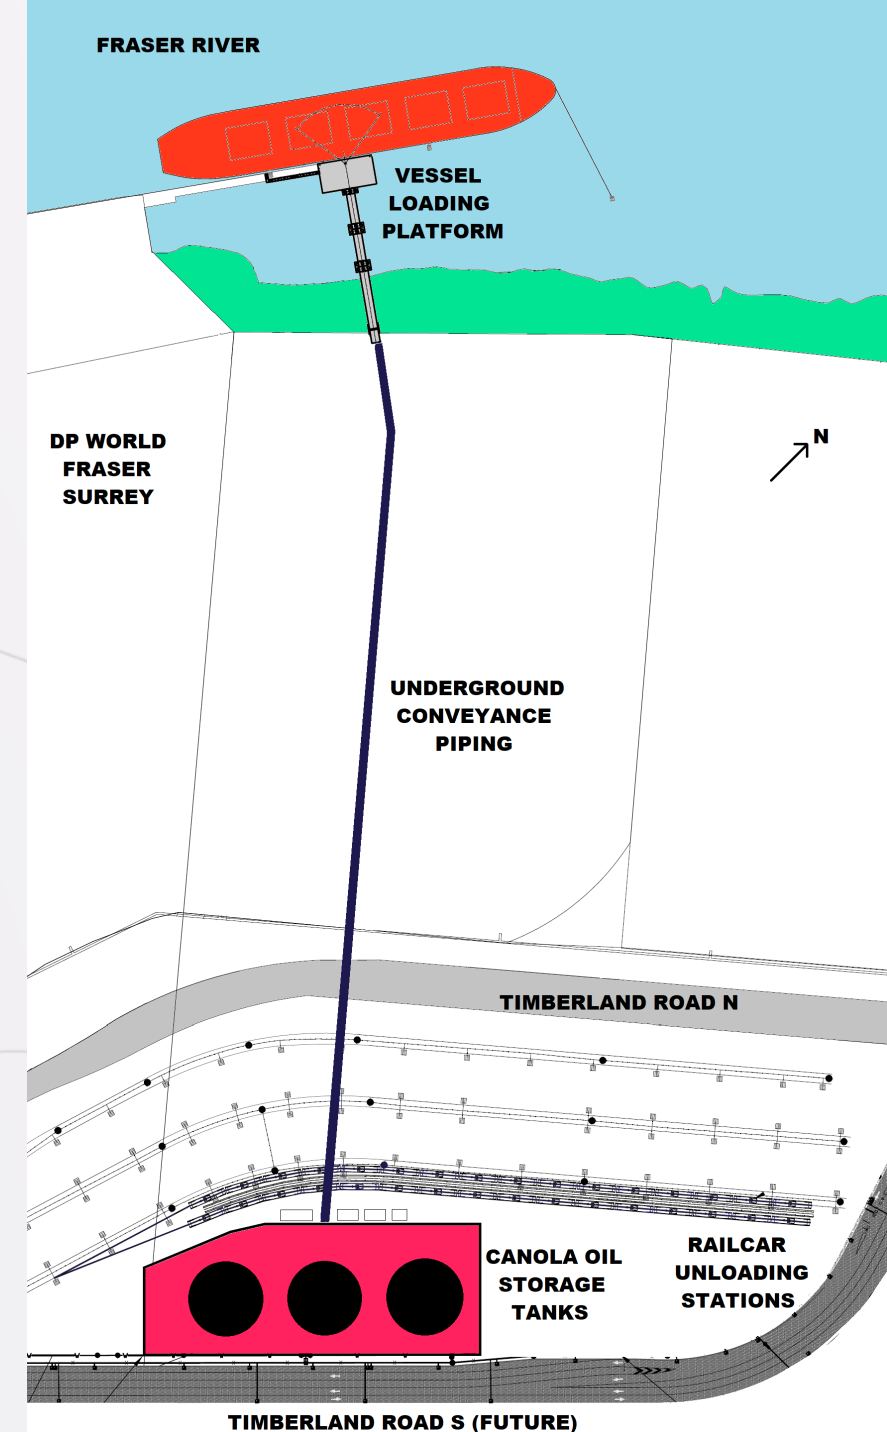 FRASER RIVER
VESSEL
LOADING
PLATFORM
DP WORLD
FRASER
SURREY
N
UNDERGROUND
CONVEYANCE
PIPING
TIMBERLAND ROAD N
CANOLA OIL
STORAGE
TANKS
RAILCAR
UNLOADING
STATIONS
TIMBERLAND ROAD S (FUTURE)